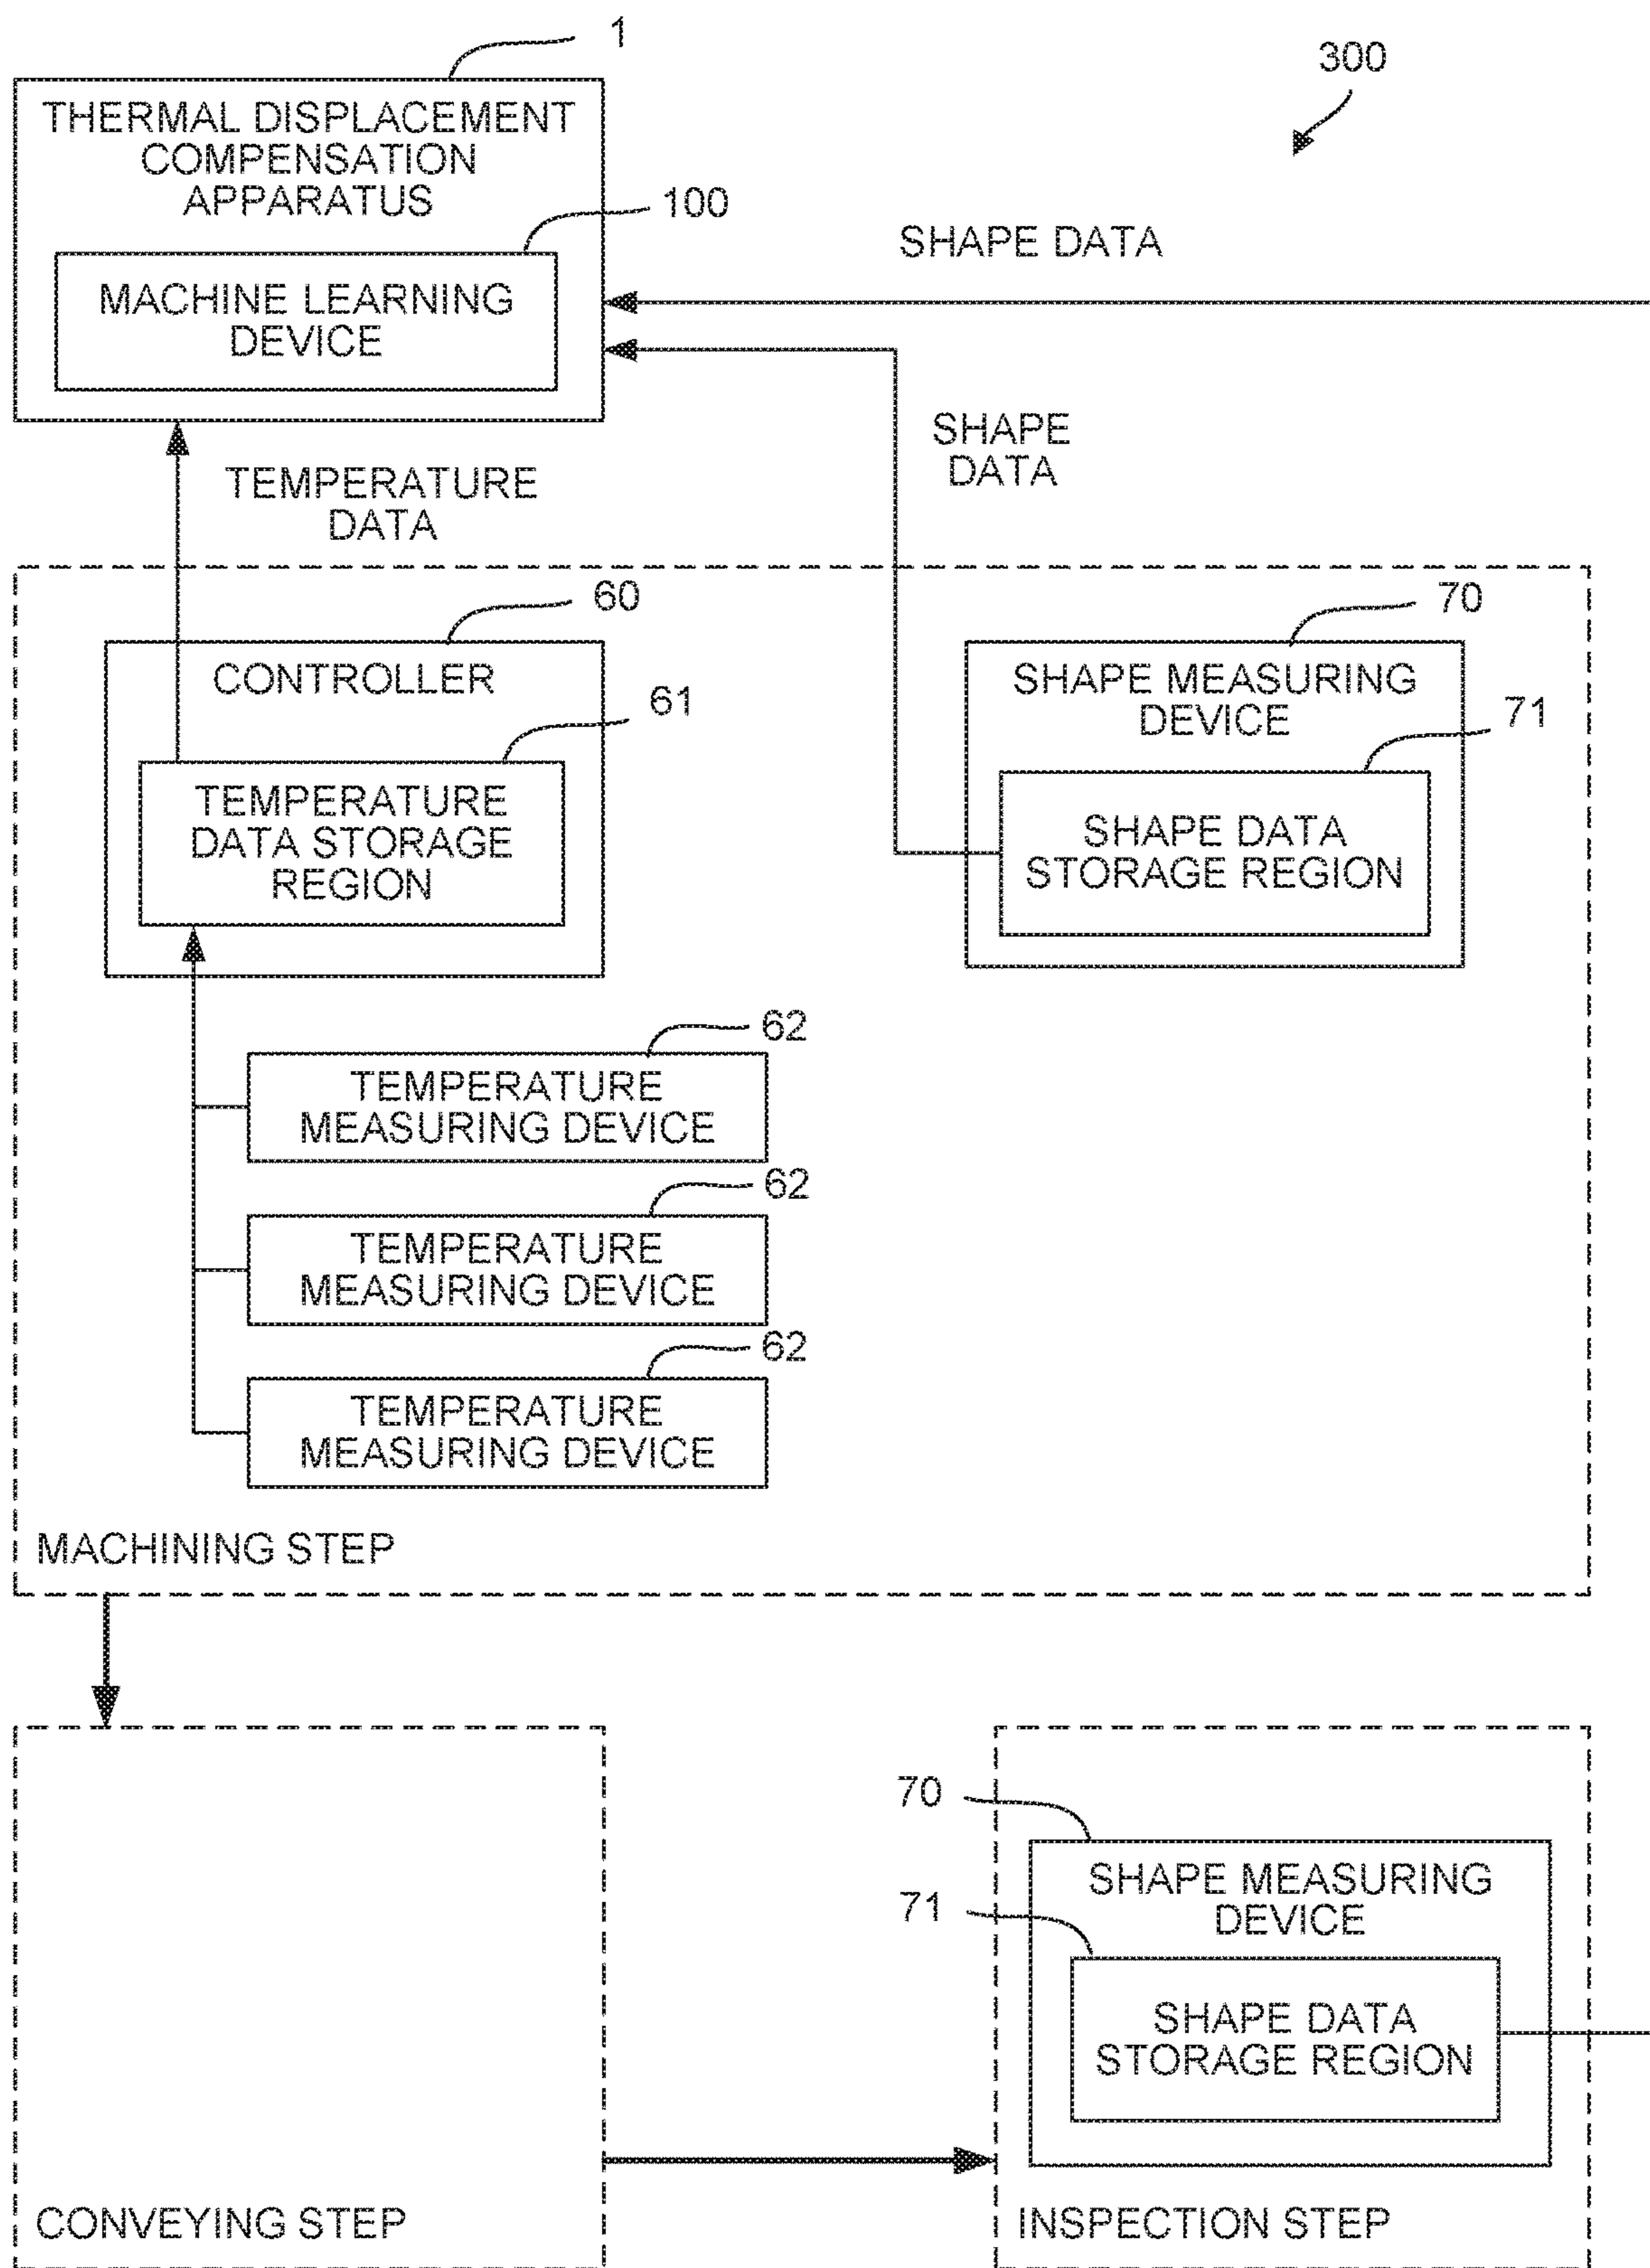 1
300
THERMAL DISPLACEMENT
COMPENSATION
APPARATUS
100
MACHINE LEARNING
DEVICE
SHAPE DATA
SHAPE
DATA
TEMPERATURE
DATA
60
CONTROLLER
61
TEMPERATURE
DATA STORAGE
REGION
70
SHAPE MEASURING
DEVICE
71
SHAPE DATA
STORAGE REGION
62
TEMPERATURE
MEASURING DEVICE
62
TEMPERATURE
MEASURING DEVICE
62
TEMPERATURE
MEASURING DEVICE
MACHINING STEP
70
SHAPE MEASURING
DEVICE
71
SHAPE DATA
STORAGE REGION
CONVEYING STEP
INSPECTION STEP